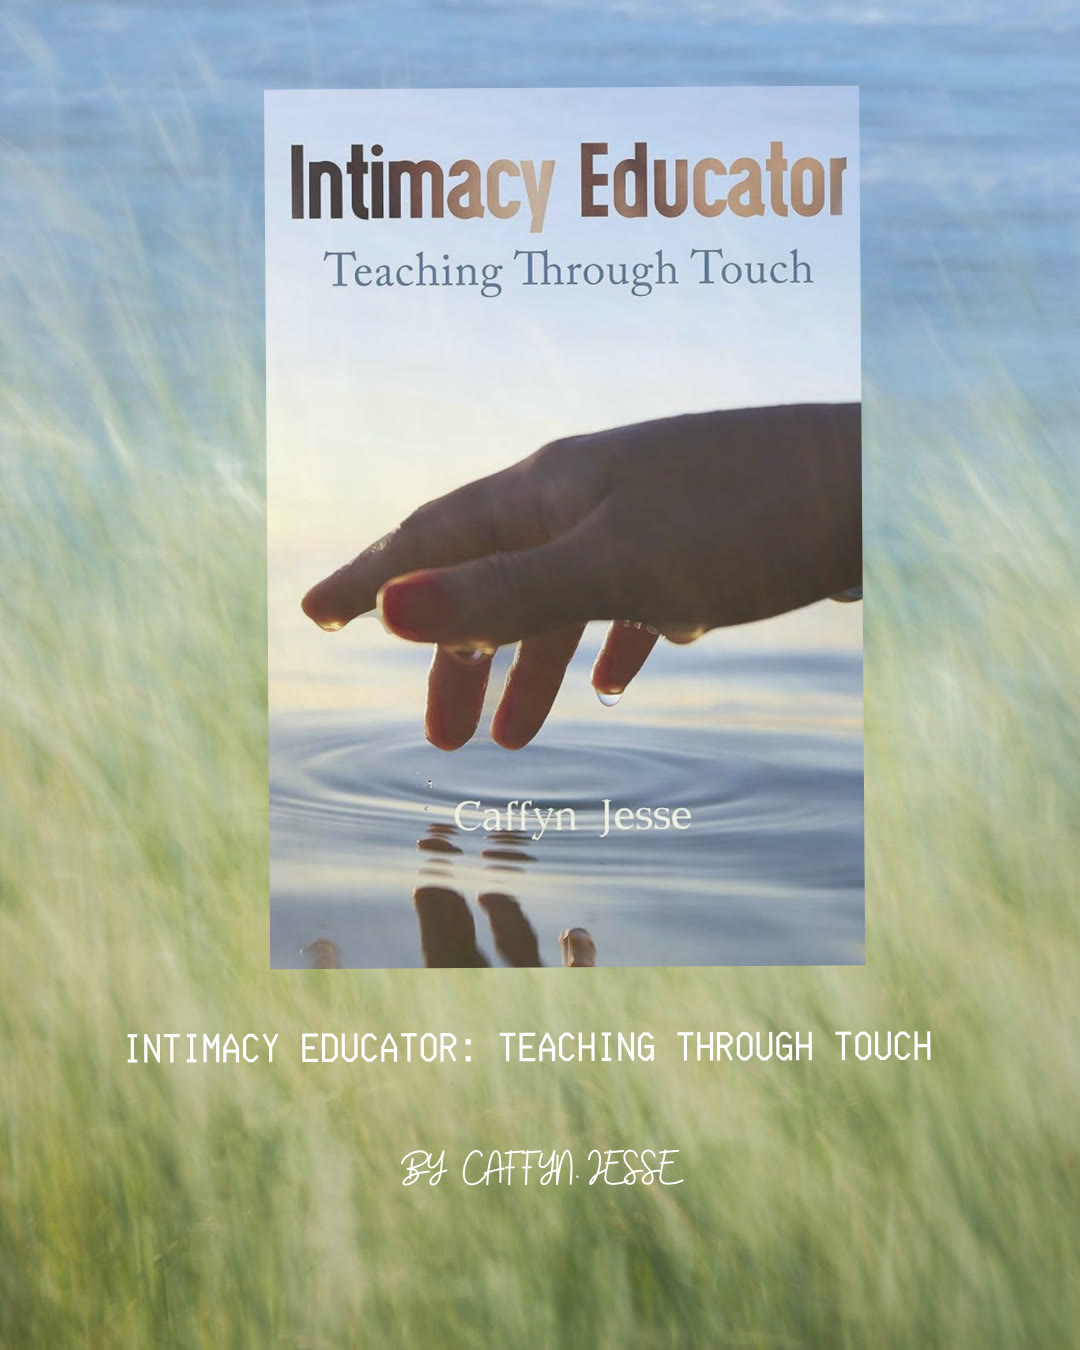 Intimacy Educator
Teaching Through Touch
Caffyn Jesse
INTIMACY EDUCATOR: TEACHING THROUGH TOUCH
BY CAFFYN JESSE